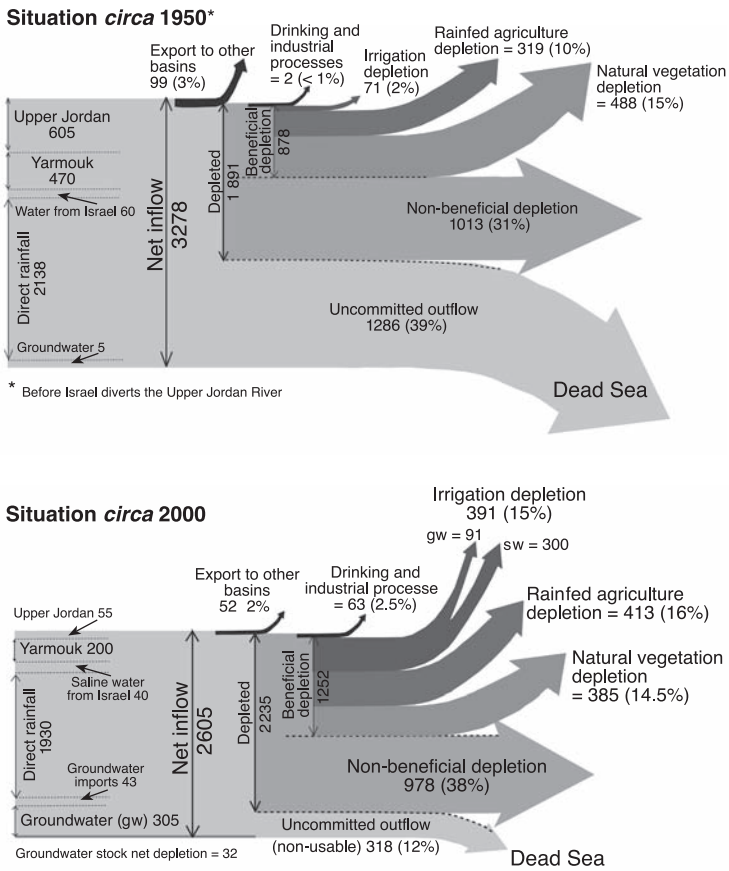 Situation circa 1950*
Export to other
basins
99 (3%)
Drinking and
industrial
processes
= 2 (< 1%)
Irrigation
depletion
71 (2%)
Rainfed agriculture
depletion = 319 (10%)
Natural vegetation
depletion
= 488 (15%)
Upper Jordan
605
Yarmouk
470
Water from Israel 60
Direct rainfall
2138
Groundwater 5
Net inflow
3278
Depleted
1 891
Beneficial
depletion
878
Non-beneficial depletion
1013 (31%)
Uncommitted outflow
1286 (39%)
Dead Sea
* Before Israel diverts the Upper Jordan River
Situation circa 2000
Irrigation depletion
391 (15%)
gw = 91
sw = 300
Export to other
basins
52 2%
Drinking and
industrial processe
= 63 (2.5%)
Rainfed agriculture
depletion = 413 (16%)
Natural vegetation
depletion
= 385 (14.5%)
Upper Jordan 55
Yarmouk 200
Saline water
from Israel 40
Direct rainfall
1930
Groundwater
imports 43
Groundwater (gw) 305
Groundwater stock net depletion = 32
Net inflow
2605
Depleted
2 235
Beneficial
depletion
1252
Non-beneficial depletion
978 (38%)
Uncommitted outflow
(non-usable) 318 (12%)
Dead Sea